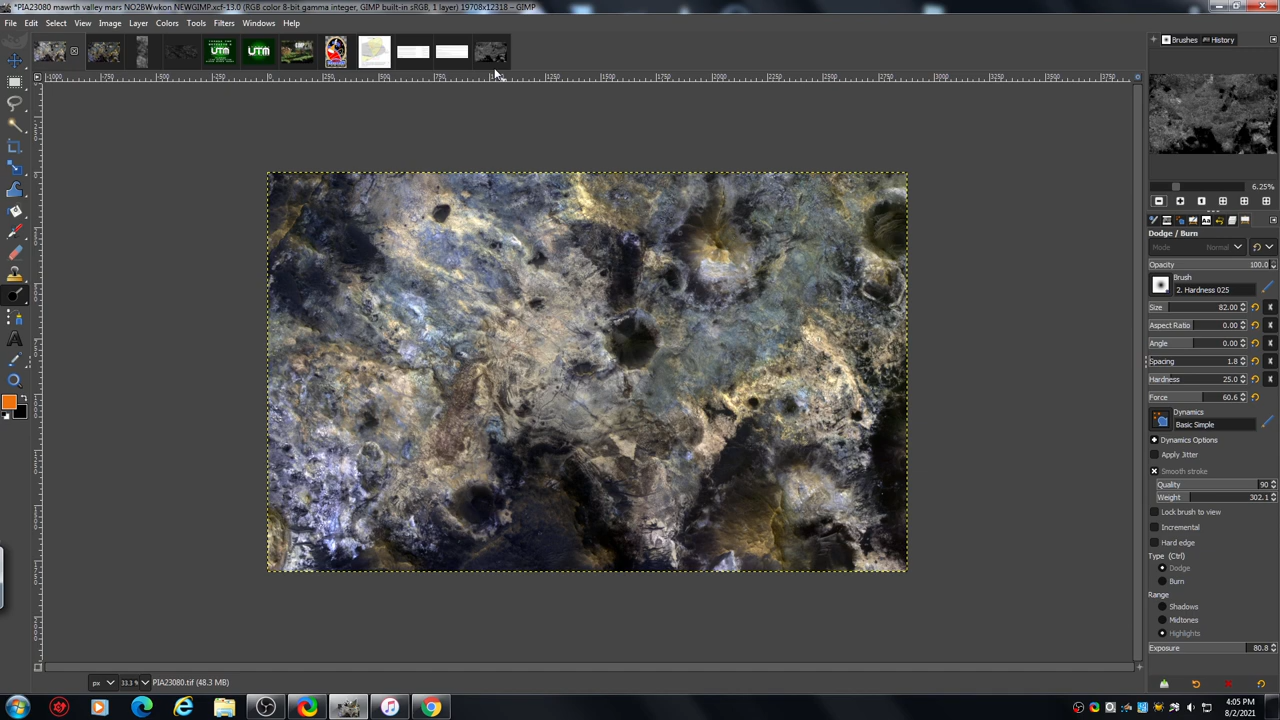 *PIA23080 mawrth valley mars NO2BWwkon NEWGIMP.xcf-13.0 (RGB color 8-bit gamma integer, GIMP built-in sRGB, 1 layer) 19708x12318 – GIMP
File Edit Select View Image Layer Colors Tools Filters Windows Help
Brushes History
UTM UTM
6.25%
Dodge / Burn
Mode Normal
Opacity 100.0
Brush
2. Hardness 025
Size 82.00
Aspect Ratio 0.00
Angle 0.00
Spacing 1.8
Hardness 25.0
Force 60.6
Dynamics
Basic Simple
Dynamics Options
Apply Jitter
Smooth stroke
Quality 90
Weight 302.1
Lock brush to view
Incremental
Hard edge
Type (Ctrl)
Dodge
Burn
Range
Shadows
Midtones
Highlights
Exposure 80.8
px 33.3 % PIA23080.tif (48.3 MB)
4:05 PM
8/2/2021